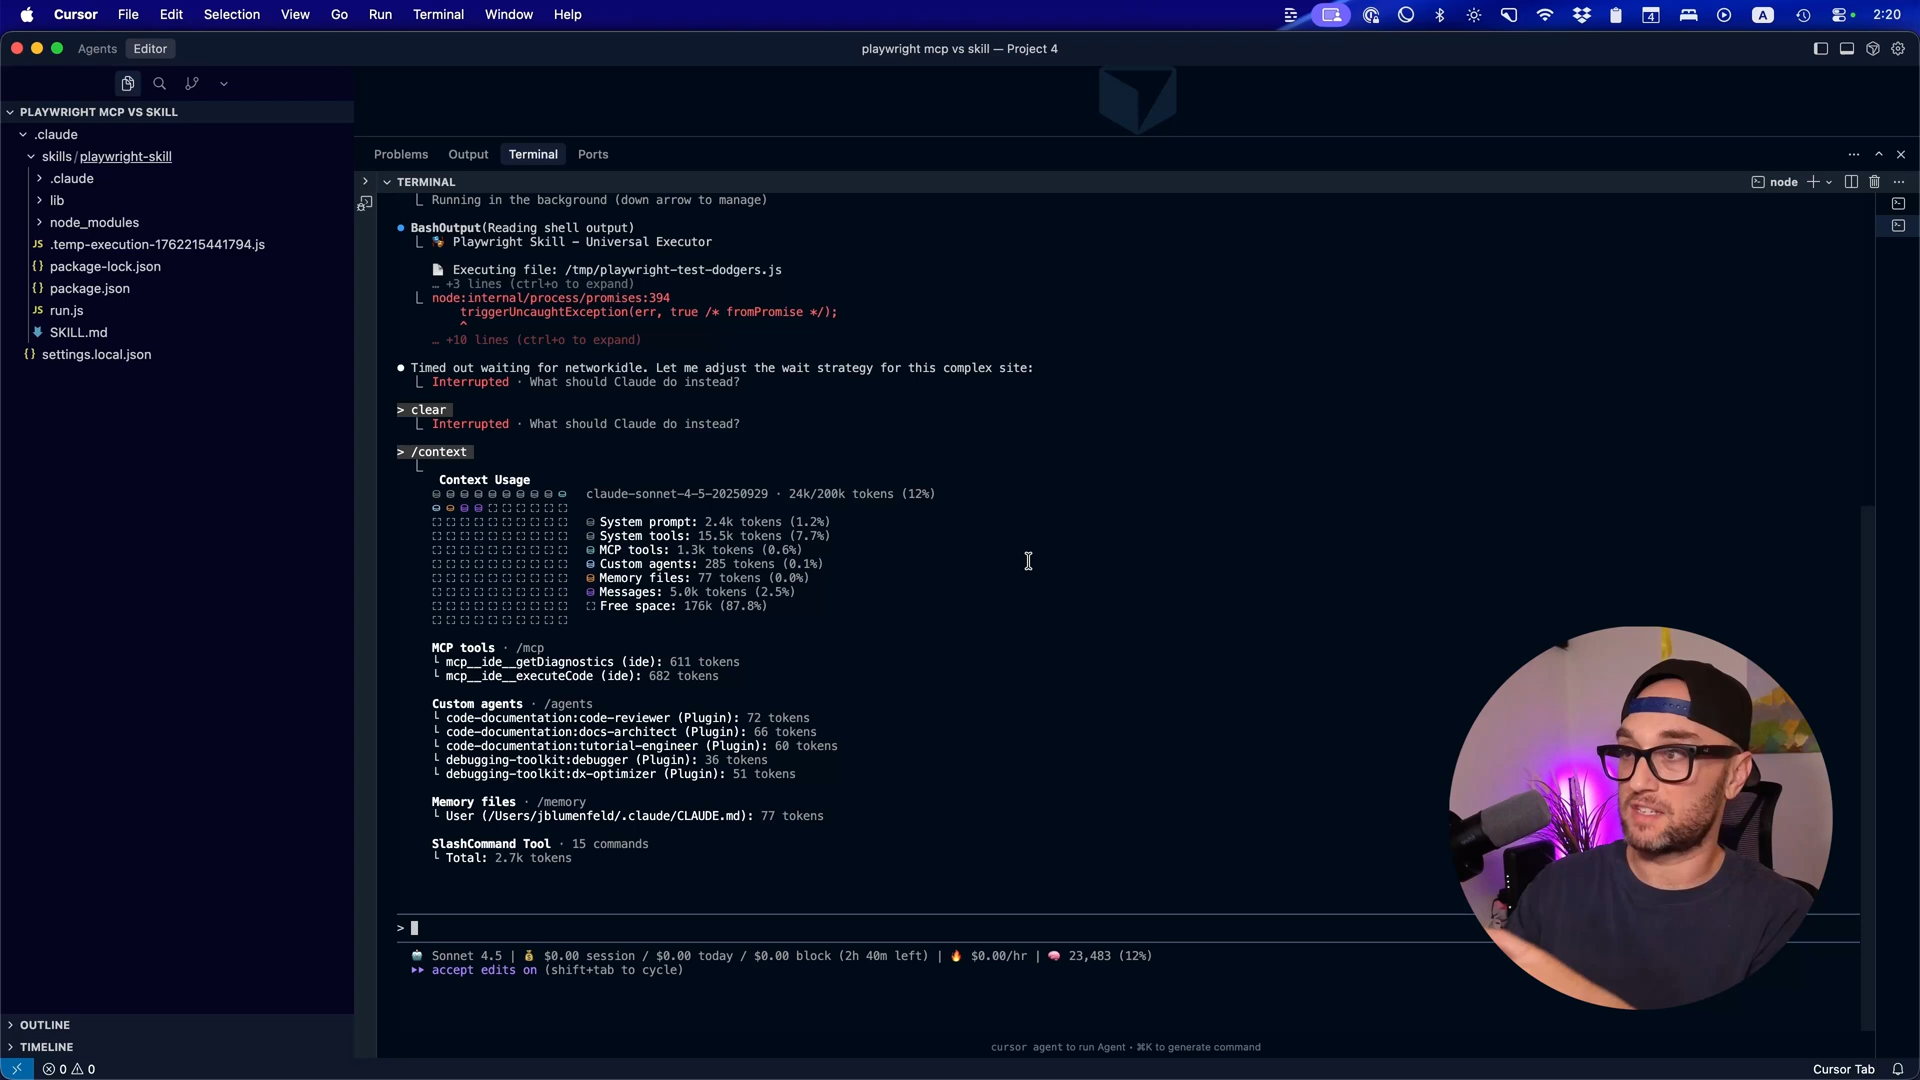 Cursor File Edit Selection View Go Run Terminal Window Help 4 A 2:20
Agents Editor playwright mcp vs skill — Project 4
PLAYWRIGHT MCP VS SKILL
.claude
skills / playwright-skill
.claude
lib
node_modules
JS .temp-execution-1762215441794.js
{} package-lock.json
{} package.json
JS run.js
SKILL.md
{} settings.local.json
OUTLINE
TIMELINE
Problems Output Terminal Ports
TERMINAL node
Running in the background (down arrow to manage)
BashOutput(Reading shell output)
Playwright Skill – Universal Executor
Executing file: /tmp/playwright-test-dodgers.js
… +3 lines (ctrl+o to expand)
node:internal/process/promises:394
triggerUncaughtException(err, true /* fromPromise */);
^
… +10 lines (ctrl+o to expand)
Timed out waiting for networkidle. Let me adjust the wait strategy for this complex site:
Interrupted · What should Claude do instead?
> clear
Interrupted · What should Claude do instead?
> /context
Context Usage
claude-sonnet-4-5-20250929 · 24k/200k tokens (12%)
System prompt: 2.4k tokens (1.2%)
System tools: 15.5k tokens (7.7%)
MCP tools: 1.3k tokens (0.6%)
Custom agents: 285 tokens (0.1%)
Memory files: 77 tokens (0.0%)
Messages: 5.0k tokens (2.5%)
Free space: 176k (87.8%)
MCP tools · /mcp
mcp__ide__getDiagnostics (ide): 611 tokens
mcp__ide__executeCode (ide): 682 tokens
Custom agents · /agents
code-documentation:code-reviewer (Plugin): 72 tokens
code-documentation:docs-architect (Plugin): 66 tokens
code-documentation:tutorial-engineer (Plugin): 60 tokens
debugging-toolkit:debugger (Plugin): 36 tokens
debugging-toolkit:dx-optimizer (Plugin): 51 tokens
Memory files · /memory
User (/Users/jblumenfeld/.claude/CLAUDE.md): 77 tokens
SlashCommand Tool · 15 commands
Total: 2.7k tokens
>
Sonnet 4.5 | $0.00 session / $0.00 today / $0.00 block (2h 40m left) | $0.00/hr | 23,483 (12%)
accept edits on (shift+tab to cycle)
cursor agent to run Agent • ⌘K to generate command
0 0 Cursor Tab